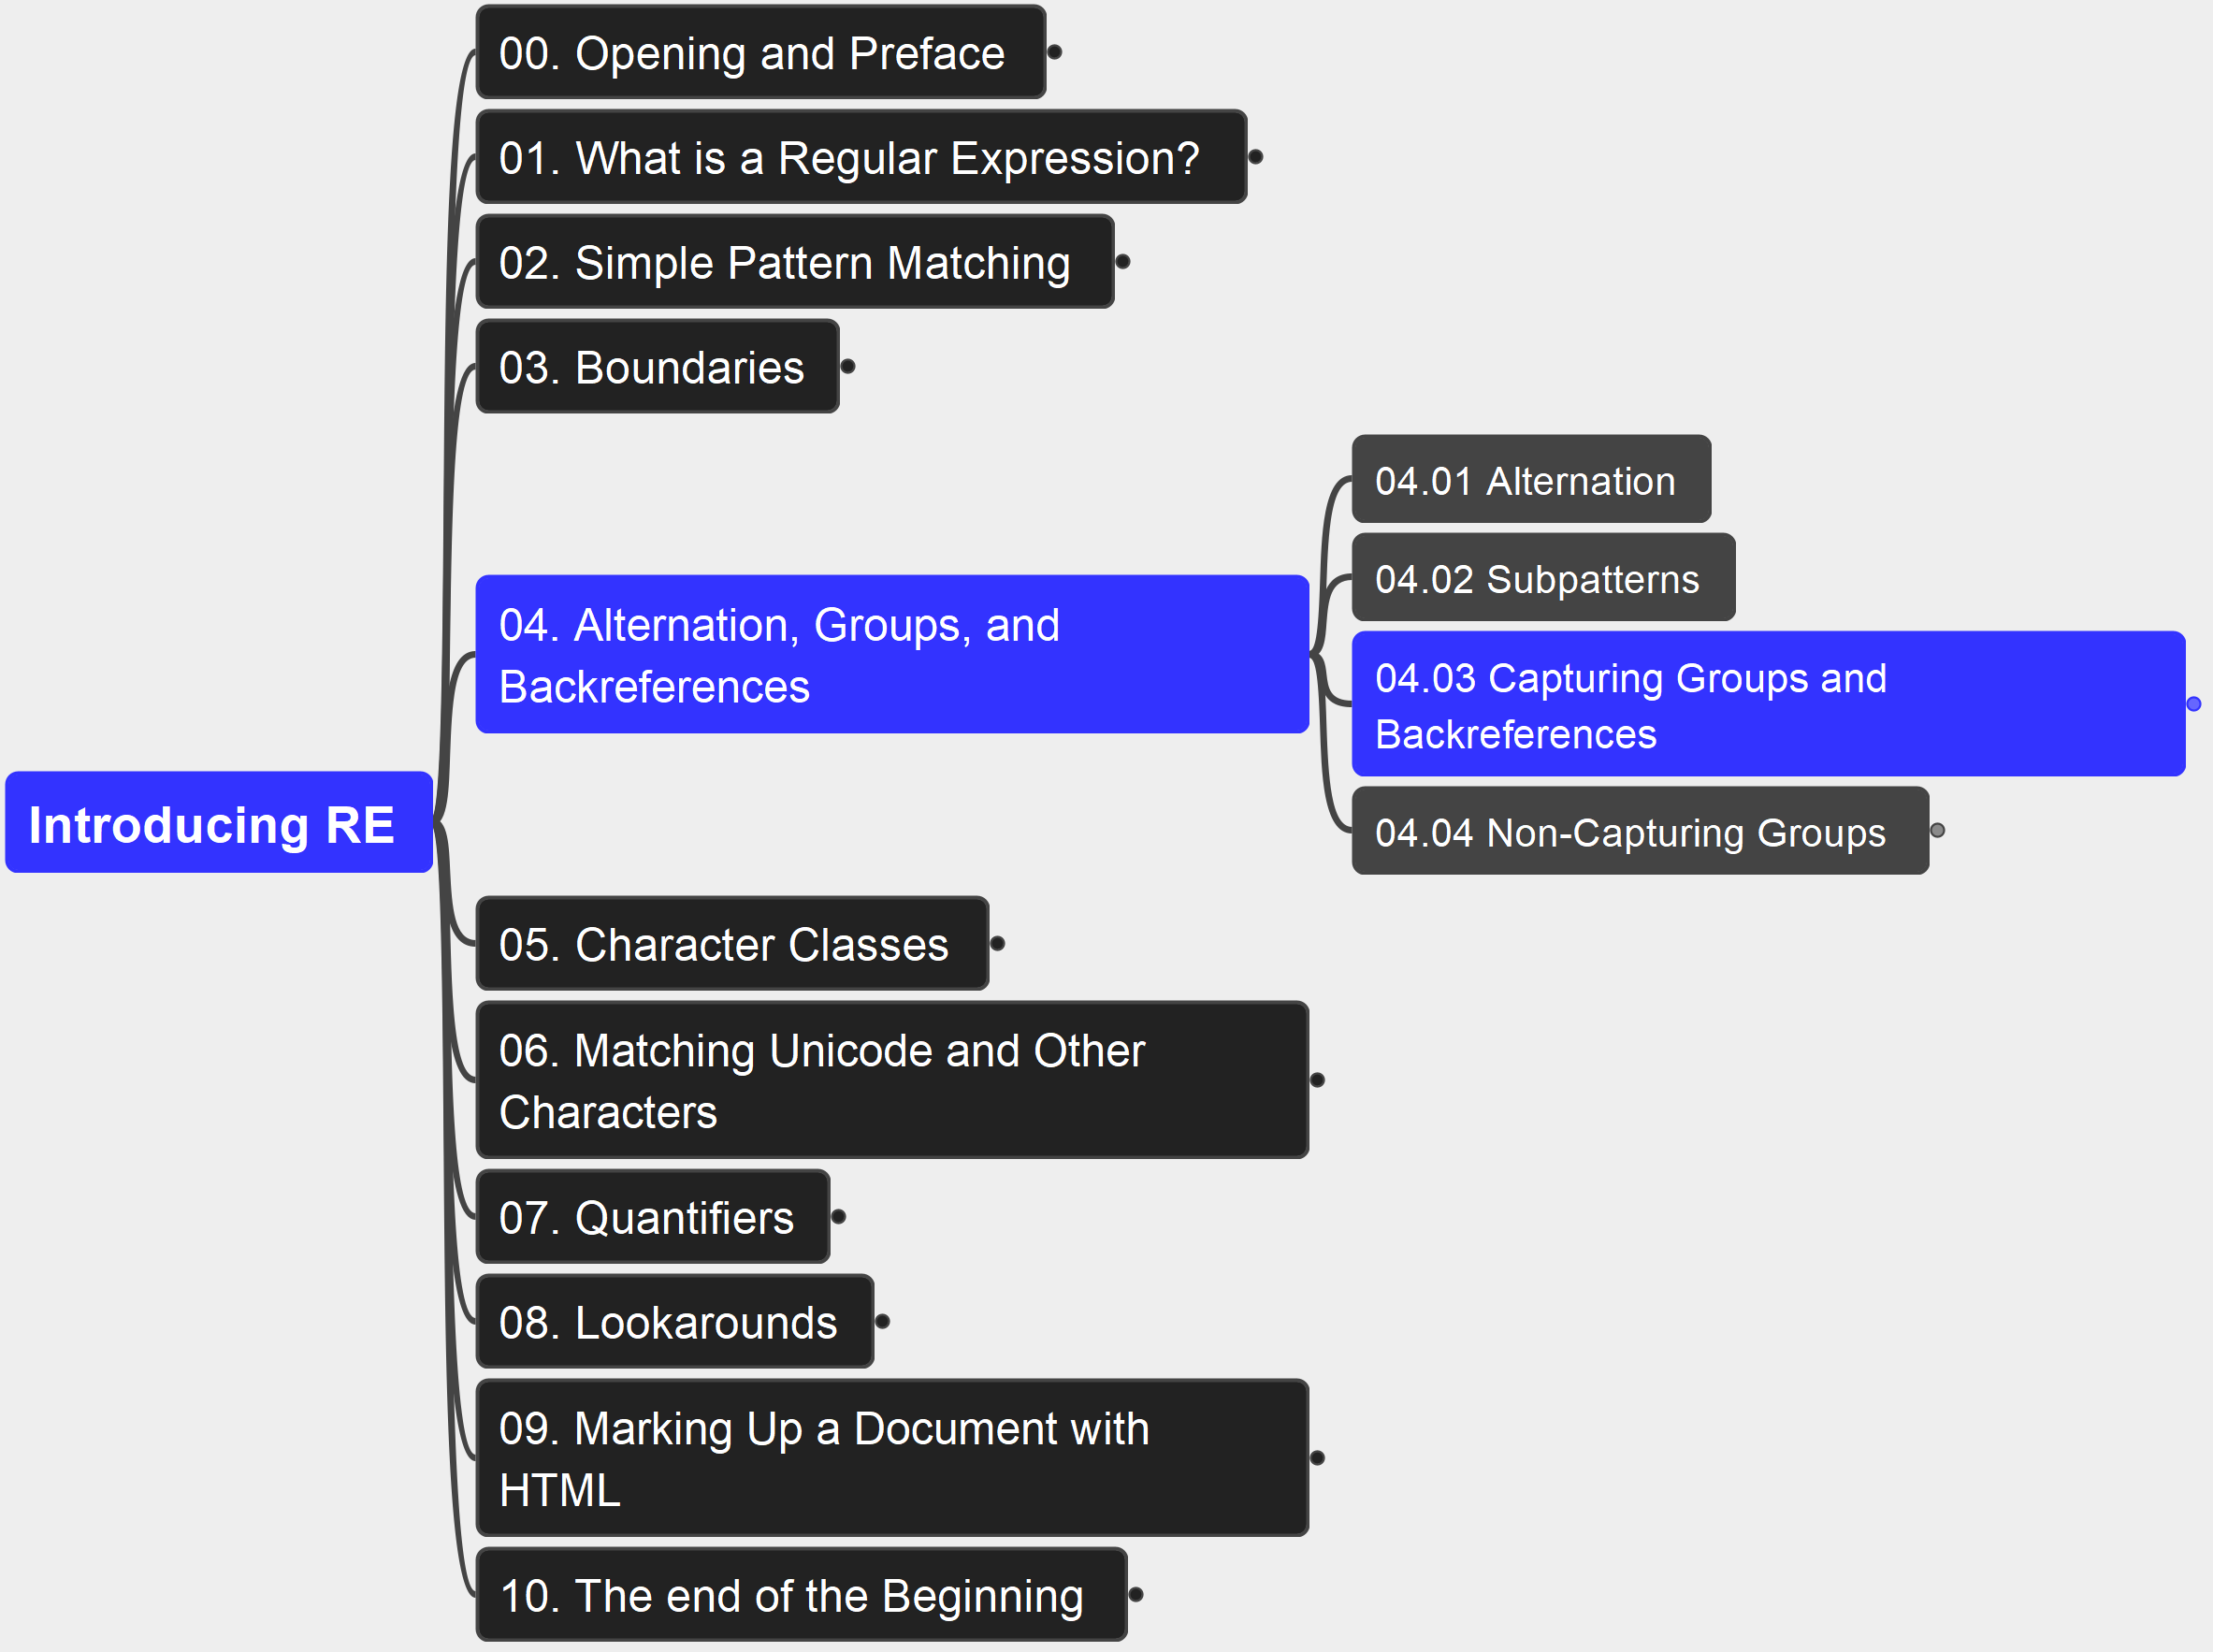 00. Opening and Preface
01. What is a Regular Expression?
02. Simple Pattern Matching
03. Boundaries
04. Alternation, Groups, and
Backreferences
04.01 Alternation
04.02 Subpatterns
04.03 Capturing Groups and
Backreferences
04.04 Non-Capturing Groups
Introducing RE
05. Character Classes
06. Matching Unicode and Other
Characters
07. Quantifiers
08. Lookarounds
09. Marking Up a Document with
HTML
10. The end of the Beginning